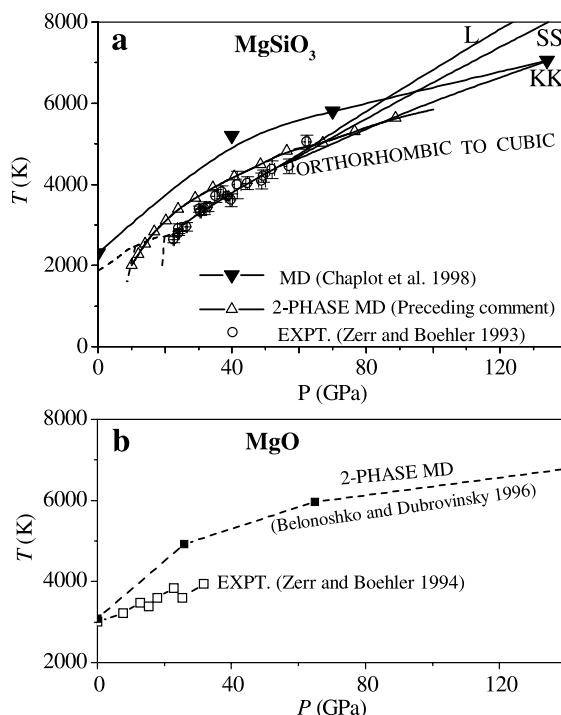 8000
a
MgSiO3
L
SS
KK
6000
T (K)
ORTHORHOMBIC TO CUBIC
4000
2000
MD (Chaplot et al. 1998)
2-PHASE MD (Preceding comment)
EXPT. (Zerr and Boehler 1993)
0
0
40
80
120
P (GPa)
8000
b
MgO
2-PHASE MD
(Belonoshko and Dubrovinsky 1996)
6000
T (K)
4000
EXPT. (Zerr and Boehler 1994)
2000
0
40
80
120
P (GPa)